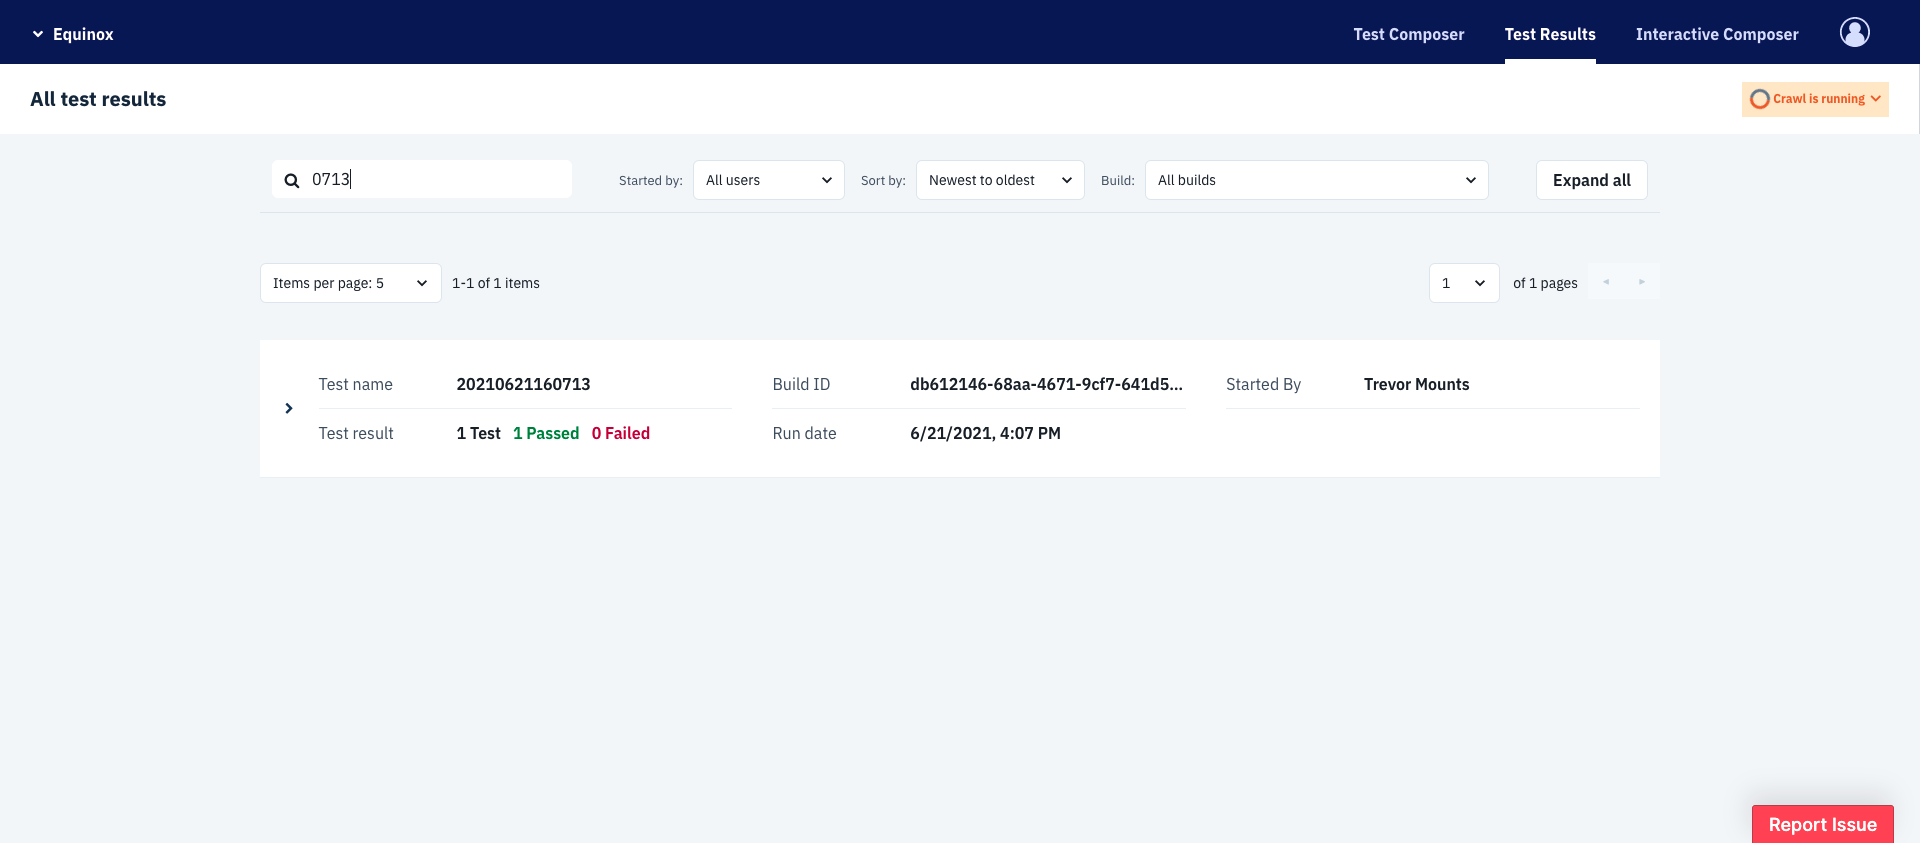 Equinox Test Composer Test Results Interactive Composer
All test results Crawl is running
0713 Started by: All users Sort by: Newest to oldest Build: All builds Expand all
Items per page: 5 1-1 of 1 items 1 of 1 pages
Test name 20210621160713 Build ID db612146-68aa-4671-9cf7-641d5... Started By Trevor Mounts
Test result 1 Test 1 Passed 0 Failed Run date 6/21/2021, 4:07 PM
Report Issue